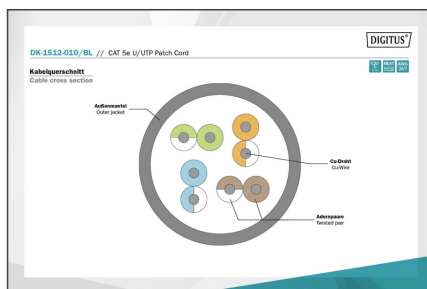 DIGITUS®
DK-1512-010/BL // CAT 5e U/UTP Patch Cord
Kabelquerschnitt
Cable cross section
Außenmantel
Outer jacket
Cu-Draht
Cu-Wire
Adernpaare
Twisted pair